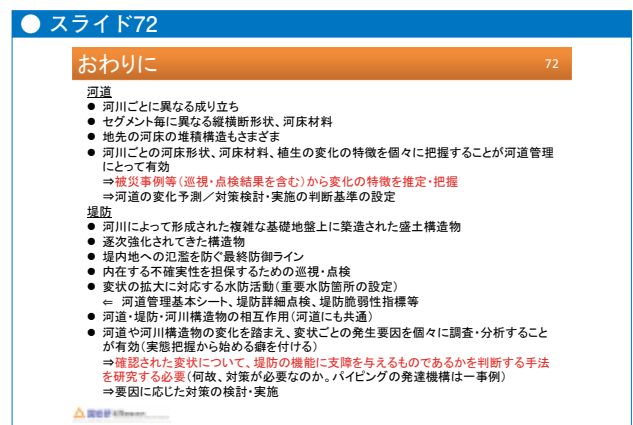 ● スライド72
おわりに
72
河道
● 河川ごとに異なる成り立ち
● セグメント毎に異なる縦横断形状、河床材料
● 地先の河床の堆積構造もさまざま
● 河川ごとの河床形状、河床材料、植生の変化の特徴を個々に把握することが河道管理
にとって有効
⇒被災事例等(巡視・点検結果を含む)から変化の特徴を推定・把握
⇒河道の変化予測／対策検討・実施の判断基準の設定
堤防
● 河川によって形成された複雑な基礎地盤上に築造された盛土構造物
● 逐次強化されてきた構造物
● 堤内地への氾濫を防ぐ最終防御ライン
● 内在する不確実性を担保するための巡視・点検
● 変状の拡大に対応する水防活動(重要水防箇所の設定)
⇐ 河道管理基本シート、堤防詳細点検、堤防脆弱性指標等
● 河道・堤防・河川構造物の相互作用(河道にも共通)
● 河道や河川構造物の変化を踏まえ、変状ごとの発生要因を個々に調査・分析すること
が有効(実態把握から始める癖を付ける)
⇒確認された変状について、堤防の機能に支障を与えるものであるかを判断する手法
を研究する必要(何故、対策が必要なのか。パイピングの発達機構は一事例)
⇒要因に応じた対策の検討・実施
国総研